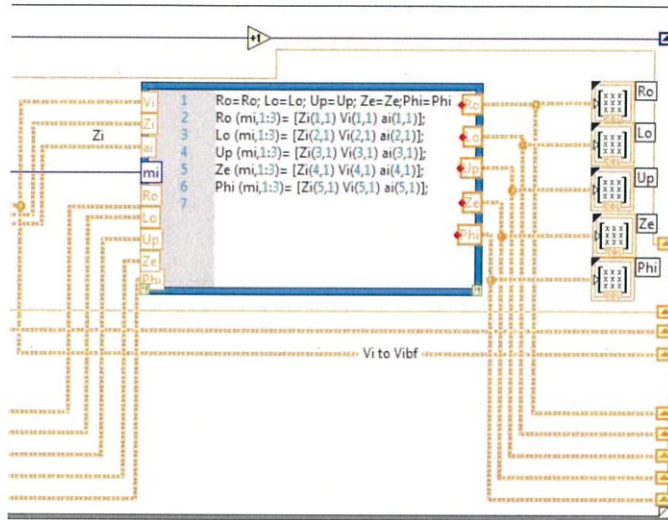 +1
Vi
Zi
ai
mi
Ro
Lo
Up
Ze
Phi
Zi
1 Ro=Ro; Lo=Lo; Up=Up; Ze=Ze;Phi=Phi
2 Ro (mi,1:3)= [Zi(1,1) Vi(1,1) ai(1,1)];
3 Lo (mi,1:3)= [Zi(2,1) Vi(2,1) ai(2,1)];
4 Up (mi,1:3)= [Zi(3,1) Vi(3,1) ai(3,1)];
5 Ze (mi,1:3)= [Zi(4,1) Vi(4,1) ai(4,1)];
6 Phi (mi,1:3)= [Zi(5,1) Vi(5,1) ai(5,1)];
7
Ro
Lo
Up
Ze
Phi
Ro
Lo
Up
Ze
Phi
Vi to Vibf